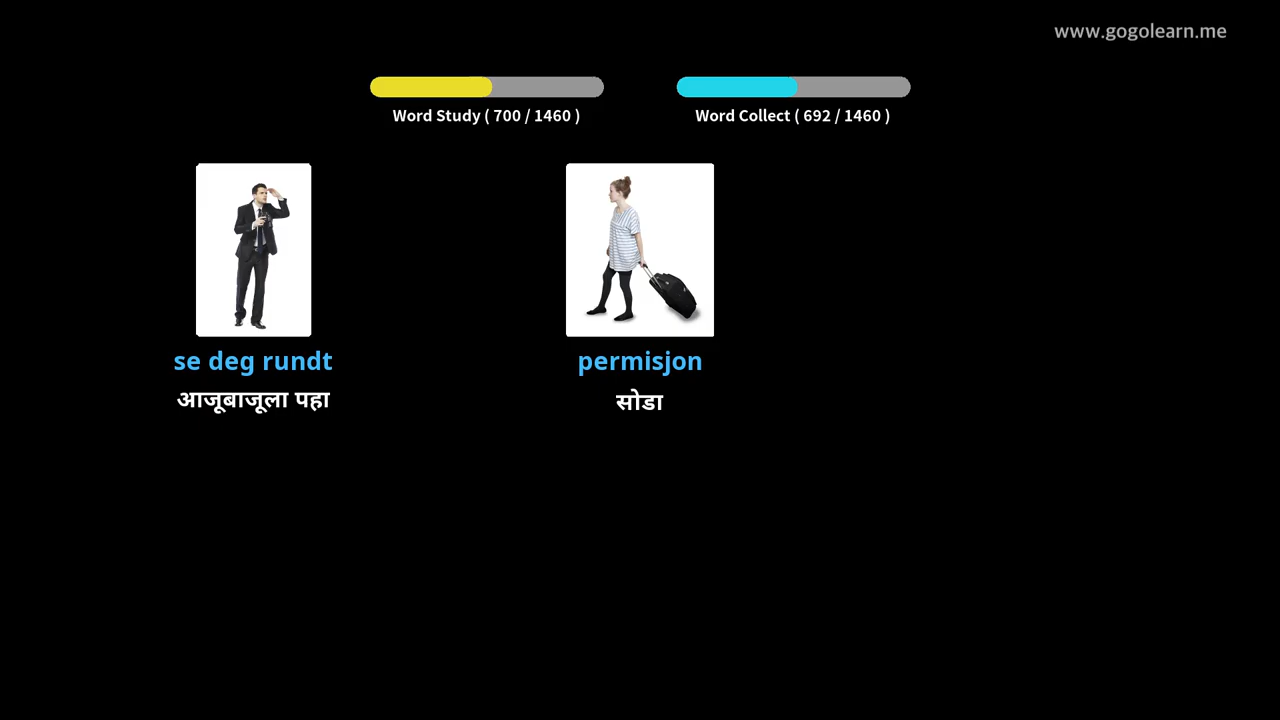 www.gogolearn.me
Word Study ( 700 / 1460 )
Word Collect ( 692 / 1460 )
se deg rundt
permisjon
आजूबाजूला पहा
सोडा